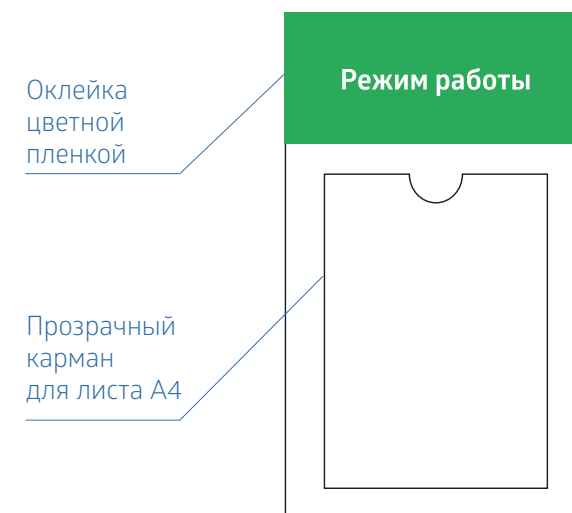 Режим работы
Оклейка
цветной
пленкой
Прозрачный
карман
для листа А4